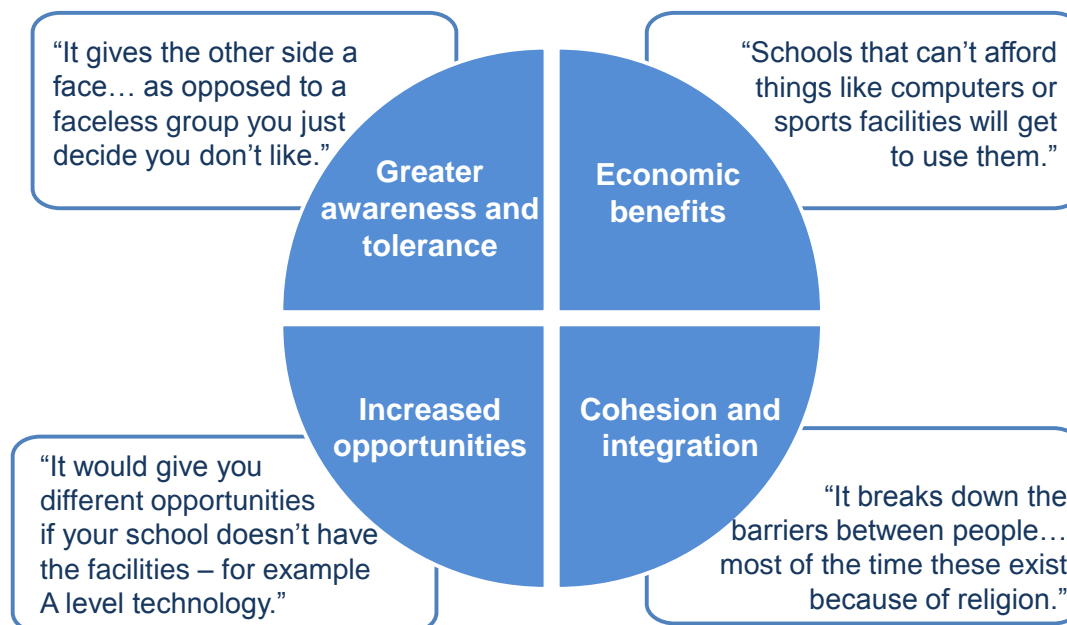 “It gives the other side a
face… as opposed to a
faceless group you just
decide you don’t like.”
Greater
awareness and
tolerance
“Schools that can’t afford
things like computers or
sports facilities will get
to use them.”
Economic
benefits
“It would give you
different opportunities
if your school doesn’t have
the facilities – for example
A level technology.”
Increased
opportunities
Cohesion and
integration
“It breaks down the
barriers between people…
most of the time these exist
because of religion.”